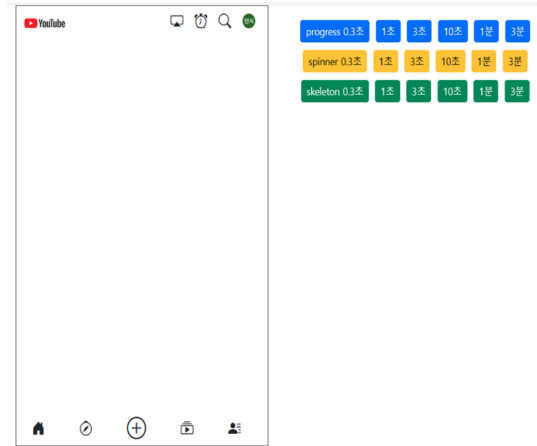 YouTube
progress 0.3초 1초 3초 10초 1분 3분
spinner 0.3초 1초 3초 10초 1분 3분
skeleton 0.3초 1초 3초 10초 1분 3분